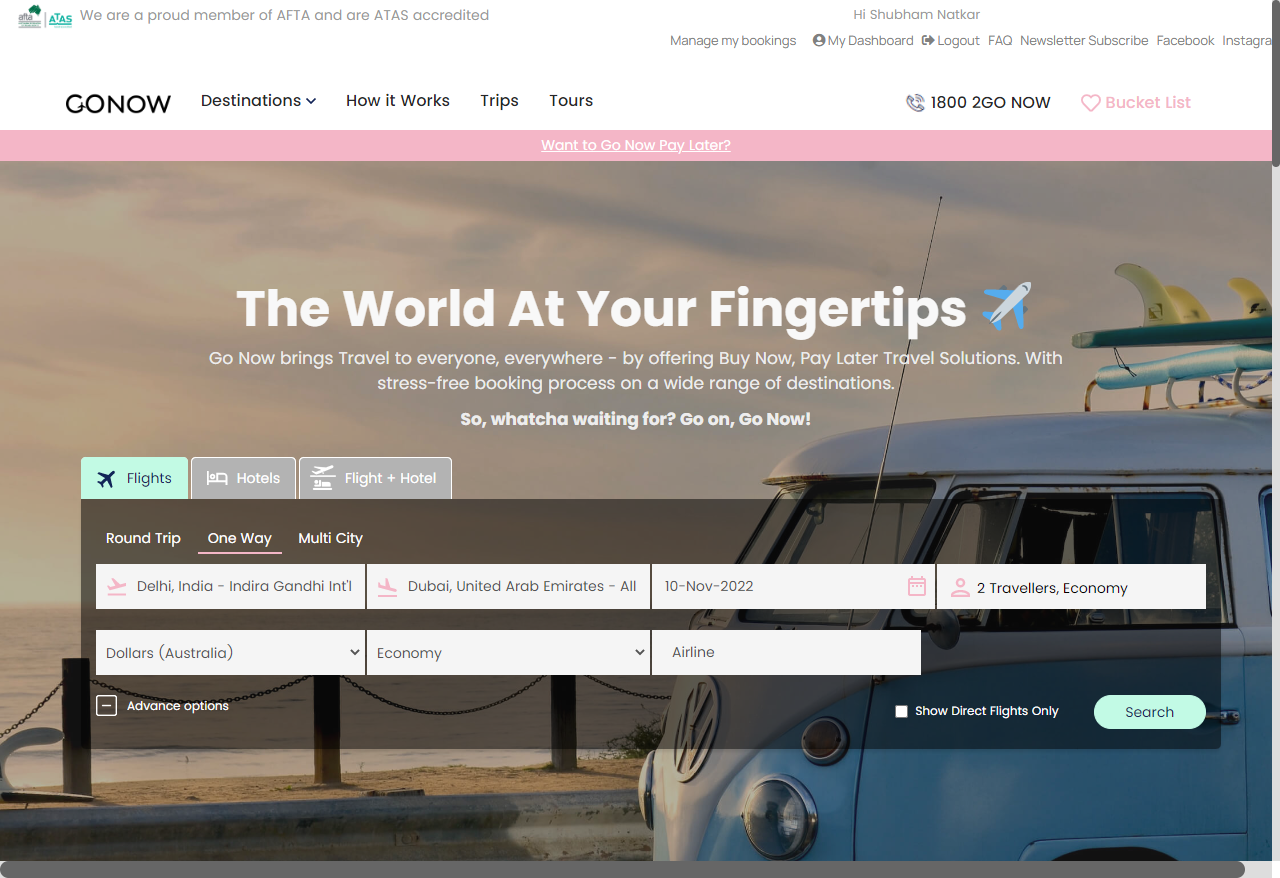 afta ATAS We are a proud member of AFTA and are ATAS accredited
Hi Shubham Natkar
Manage my bookings My Dashboard Logout FAQ Newsletter Subscribe Facebook Instagra
GONOW Destinations How it Works Trips Tours 1800 2GO NOW Bucket List
Want to Go Now Pay Later?
The World At Your Fingertips
Go Now brings Travel to everyone, everywhere - by offering Buy Now, Pay Later Travel Solutions. With
stress-free booking process on a wide range of destinations.
So, whatcha waiting for? Go on, Go Now!
Flights Hotels Flight + Hotel
Round Trip One Way Multi City
Delhi, India - Indira Gandhi Int'l Dubai, United Arab Emirates - All 10-Nov-2022 2 Travellers, Economy
Dollars (Australia) Economy Airline
Advance options Show Direct Flights Only Search